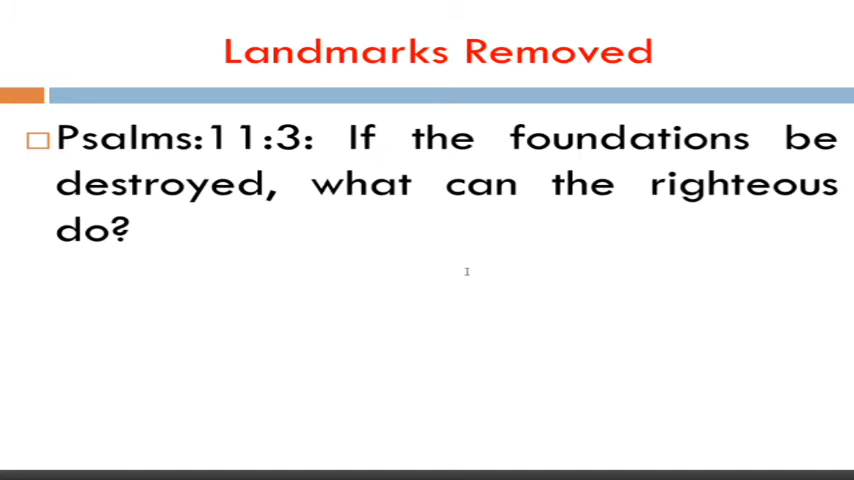 Landmarks Removed
Psalms:11:3: If the foundations be
destroyed, what can the righteous
do?